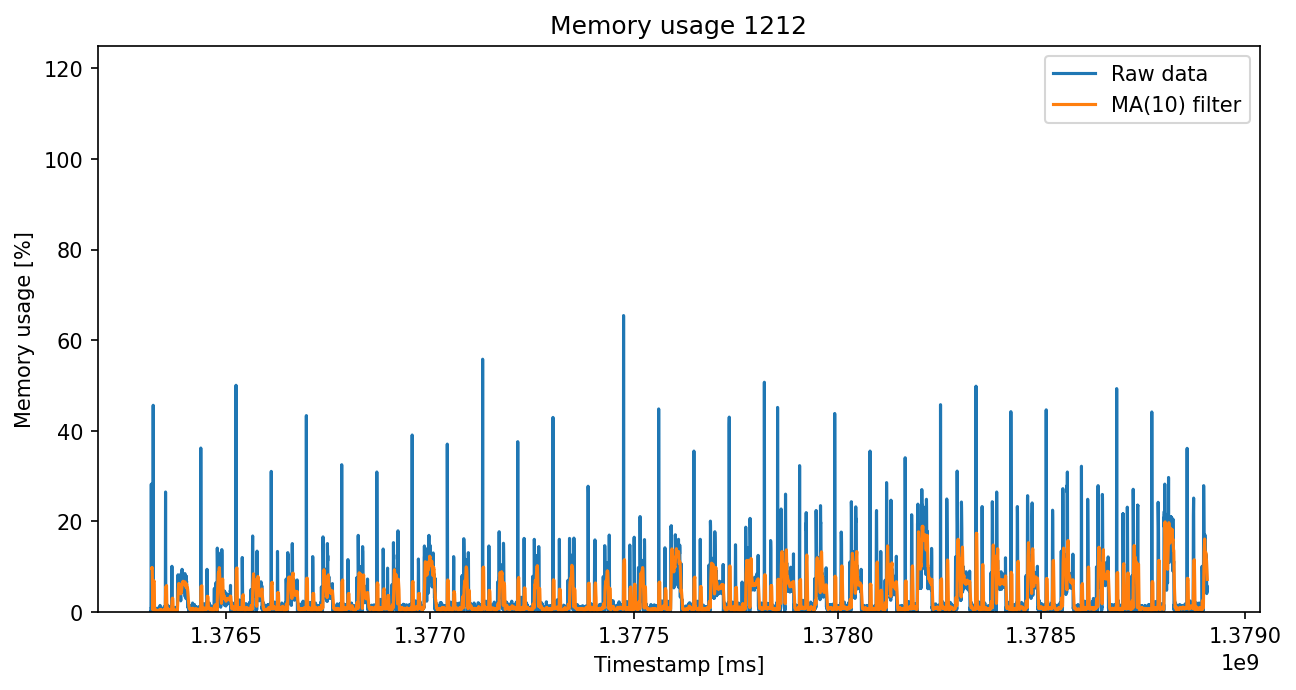 Memory usage 1212
Raw data
MA(10) filter
Memory usage [%]
120
100
80
60
40
20
0
1.3765 1.3770 1.3775 1.3780 1.3785 1.3790
1e9
Timestamp [ms]